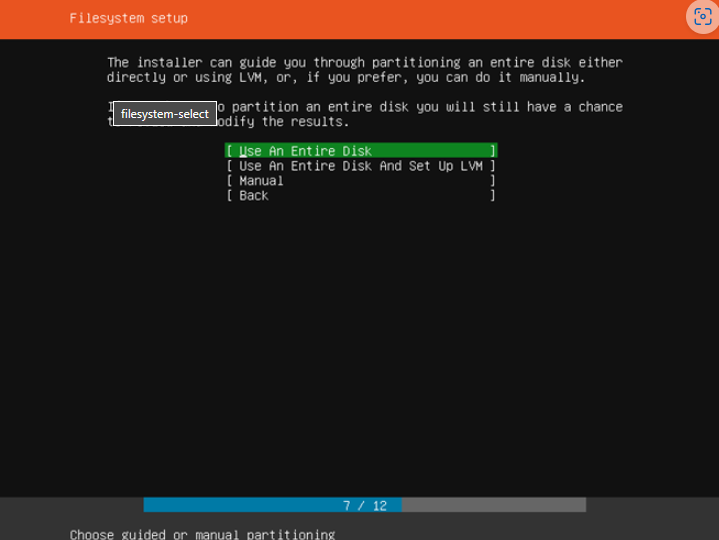 Filesystem setup
The installer can guide you through partitioning an entire disk either
directly or using LVM, or, if you prefer, you can do it manually.
I o partition an entire disk you will still have a chance
t odify the results.
filesystem-select
[ Use An Entire Disk ]
[ Use An Entire Disk And Set Up LVM ]
[ Manual ]
[ Back ]
7 / 12
Choose guided or manual partitioning